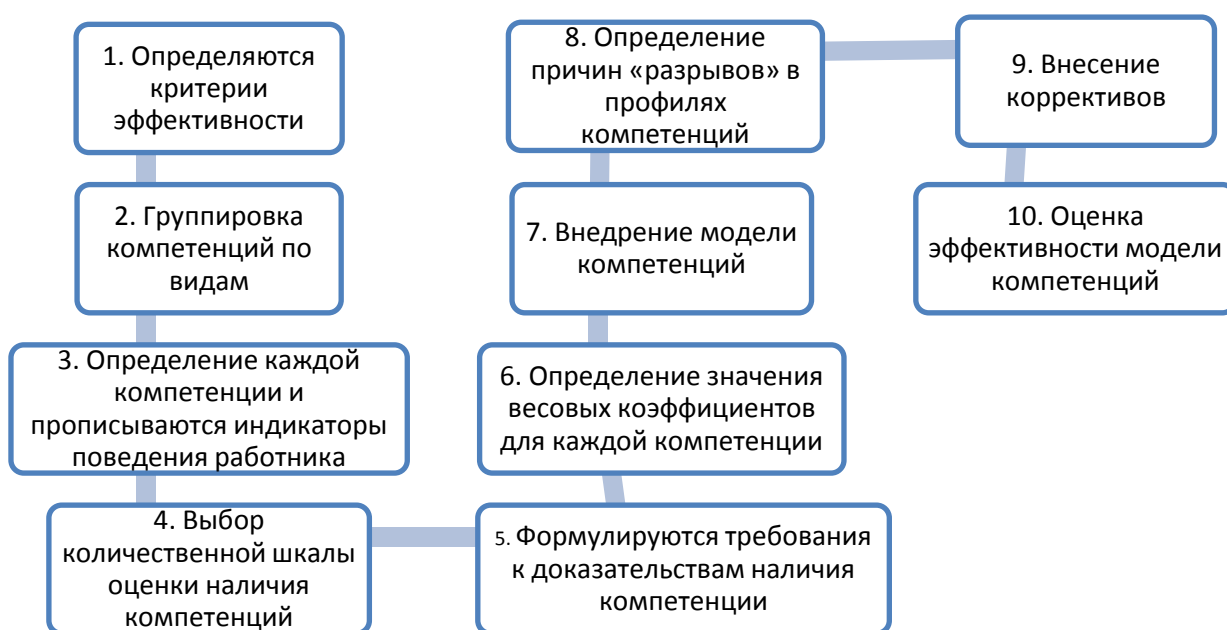 1. Определяются
критерии
эффективности
2. Группировка
компетенций по
видам
3. Определение каждой
компетенции и
прописываются индикаторы
поведения работника
4. Выбор
количественной шкалы
оценки наличия
компетенций
5. Формулируются требования
к доказательствам наличия
компетенции
6. Определение значения
весовых коэффициентов
для каждой компетенции
7. Внедрение модели
компетенций
8. Определение
причин «разрывов» в
профилях
компетенций
9. Внесение
коррективов
10. Оценка
эффективности модели
компетенций